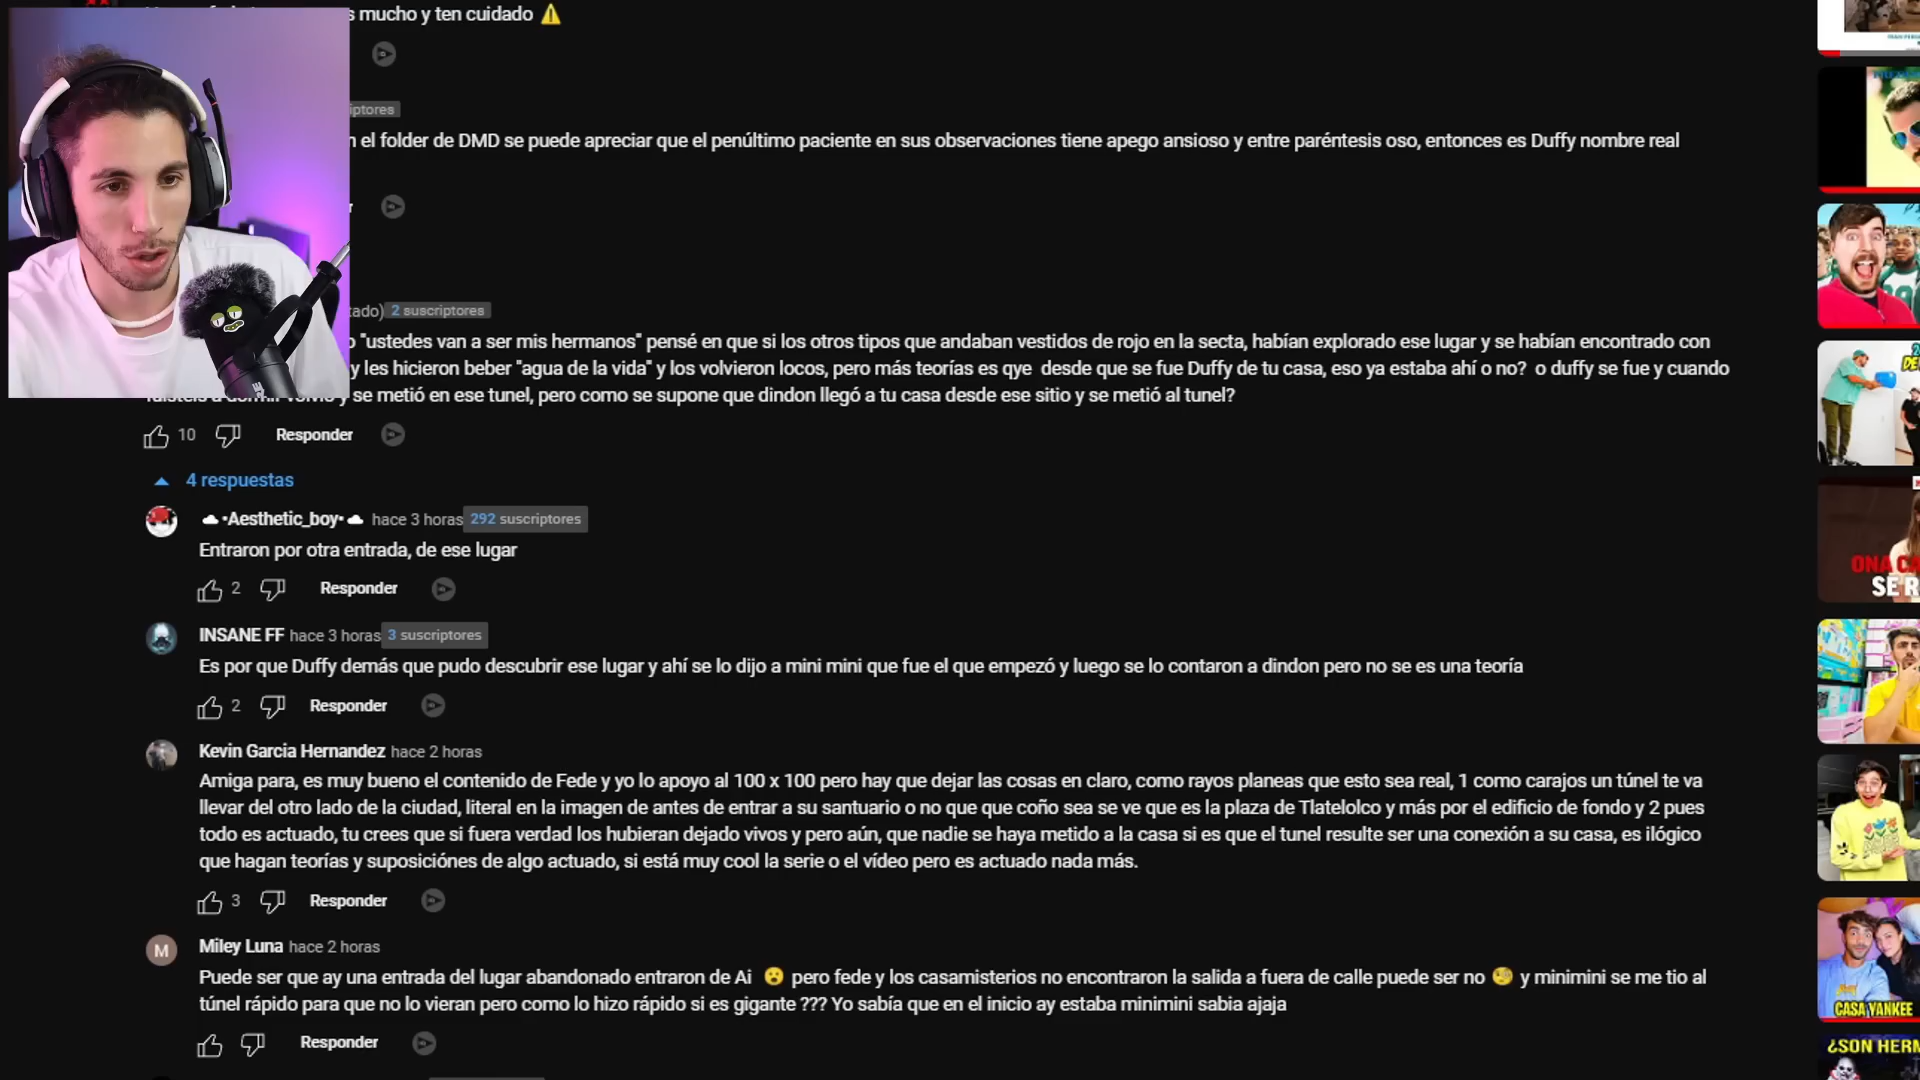 mucho y ten cuidado ⚠️
iptores
el folder de DMD se puede apreciar que el penúltimo paciente en sus observaciones tiene apego ansioso y entre paréntesis oso, entonces es Duffy nombre real
tado) 2 suscriptores
"ustedes van a ser mis hermanos" pensé en que si los otros tipos que andaban vestidos de rojo en la secta, habían explorado ese lugar y se habían encontrado con
y les hicieron beber "agua de la vida" y los volvieron locos, pero más teorías es qye desde que se fue Duffy de tu casa, eso ya estaba ahí o no? o duffy se fue y cuando
y se metió en ese tunel, pero como se supone que dindon llegó a tu casa desde ese sitio y se metió al tunel?
10 Responder
4 respuestas
☁•Aesthetic_boy•☁ hace 3 horas 292 suscriptores
Entraron por otra entrada, de ese lugar
2 Responder
INSANE FF hace 3 horas 3 suscriptores
Es por que Duffy demás que pudo descubrir ese lugar y ahí se lo dijo a mini mini que fue el que empezó y luego se lo contaron a dindon pero no se es una teoría
2 Responder
Kevin Garcia Hernandez hace 2 horas
Amiga para, es muy bueno el contenido de Fede y yo lo apoyo al 100 x 100 pero hay que dejar las cosas en claro, como rayos planeas que esto sea real, 1 como carajos un túnel te va
llevar del otro lado de la ciudad, literal en la imagen de antes de entrar a su santuario o no que que coño sea se ve que es la plaza de Tlatelolco y más por el edificio de fondo y 2 pues
todo es actuado, tu crees que si fuera verdad los hubieran dejado vivos y pero aún, que nadie se haya metido a la casa si es que el tunel resulte ser una conexión a su casa, es ilógico
que hagan teorías y suposiciónes de algo actuado, si está muy cool la serie o el vídeo pero es actuado nada más.
3 Responder
M
Miley Luna hace 2 horas
Puede ser que ay una entrada del lugar abandonado entraron de Ai 😮 pero fede y los casamisterios no encontraron la salida a fuera de calle puede ser no 🧐 y minimini se me tio al
túnel rápido para que no lo vieran pero como lo hizo rápido si es gigante ??? Yo sabía que en el inicio ay estaba minimini sabia ajaja
Responder
DE
ONA CA
SE R
CASA YANKEE
¿SON HERM